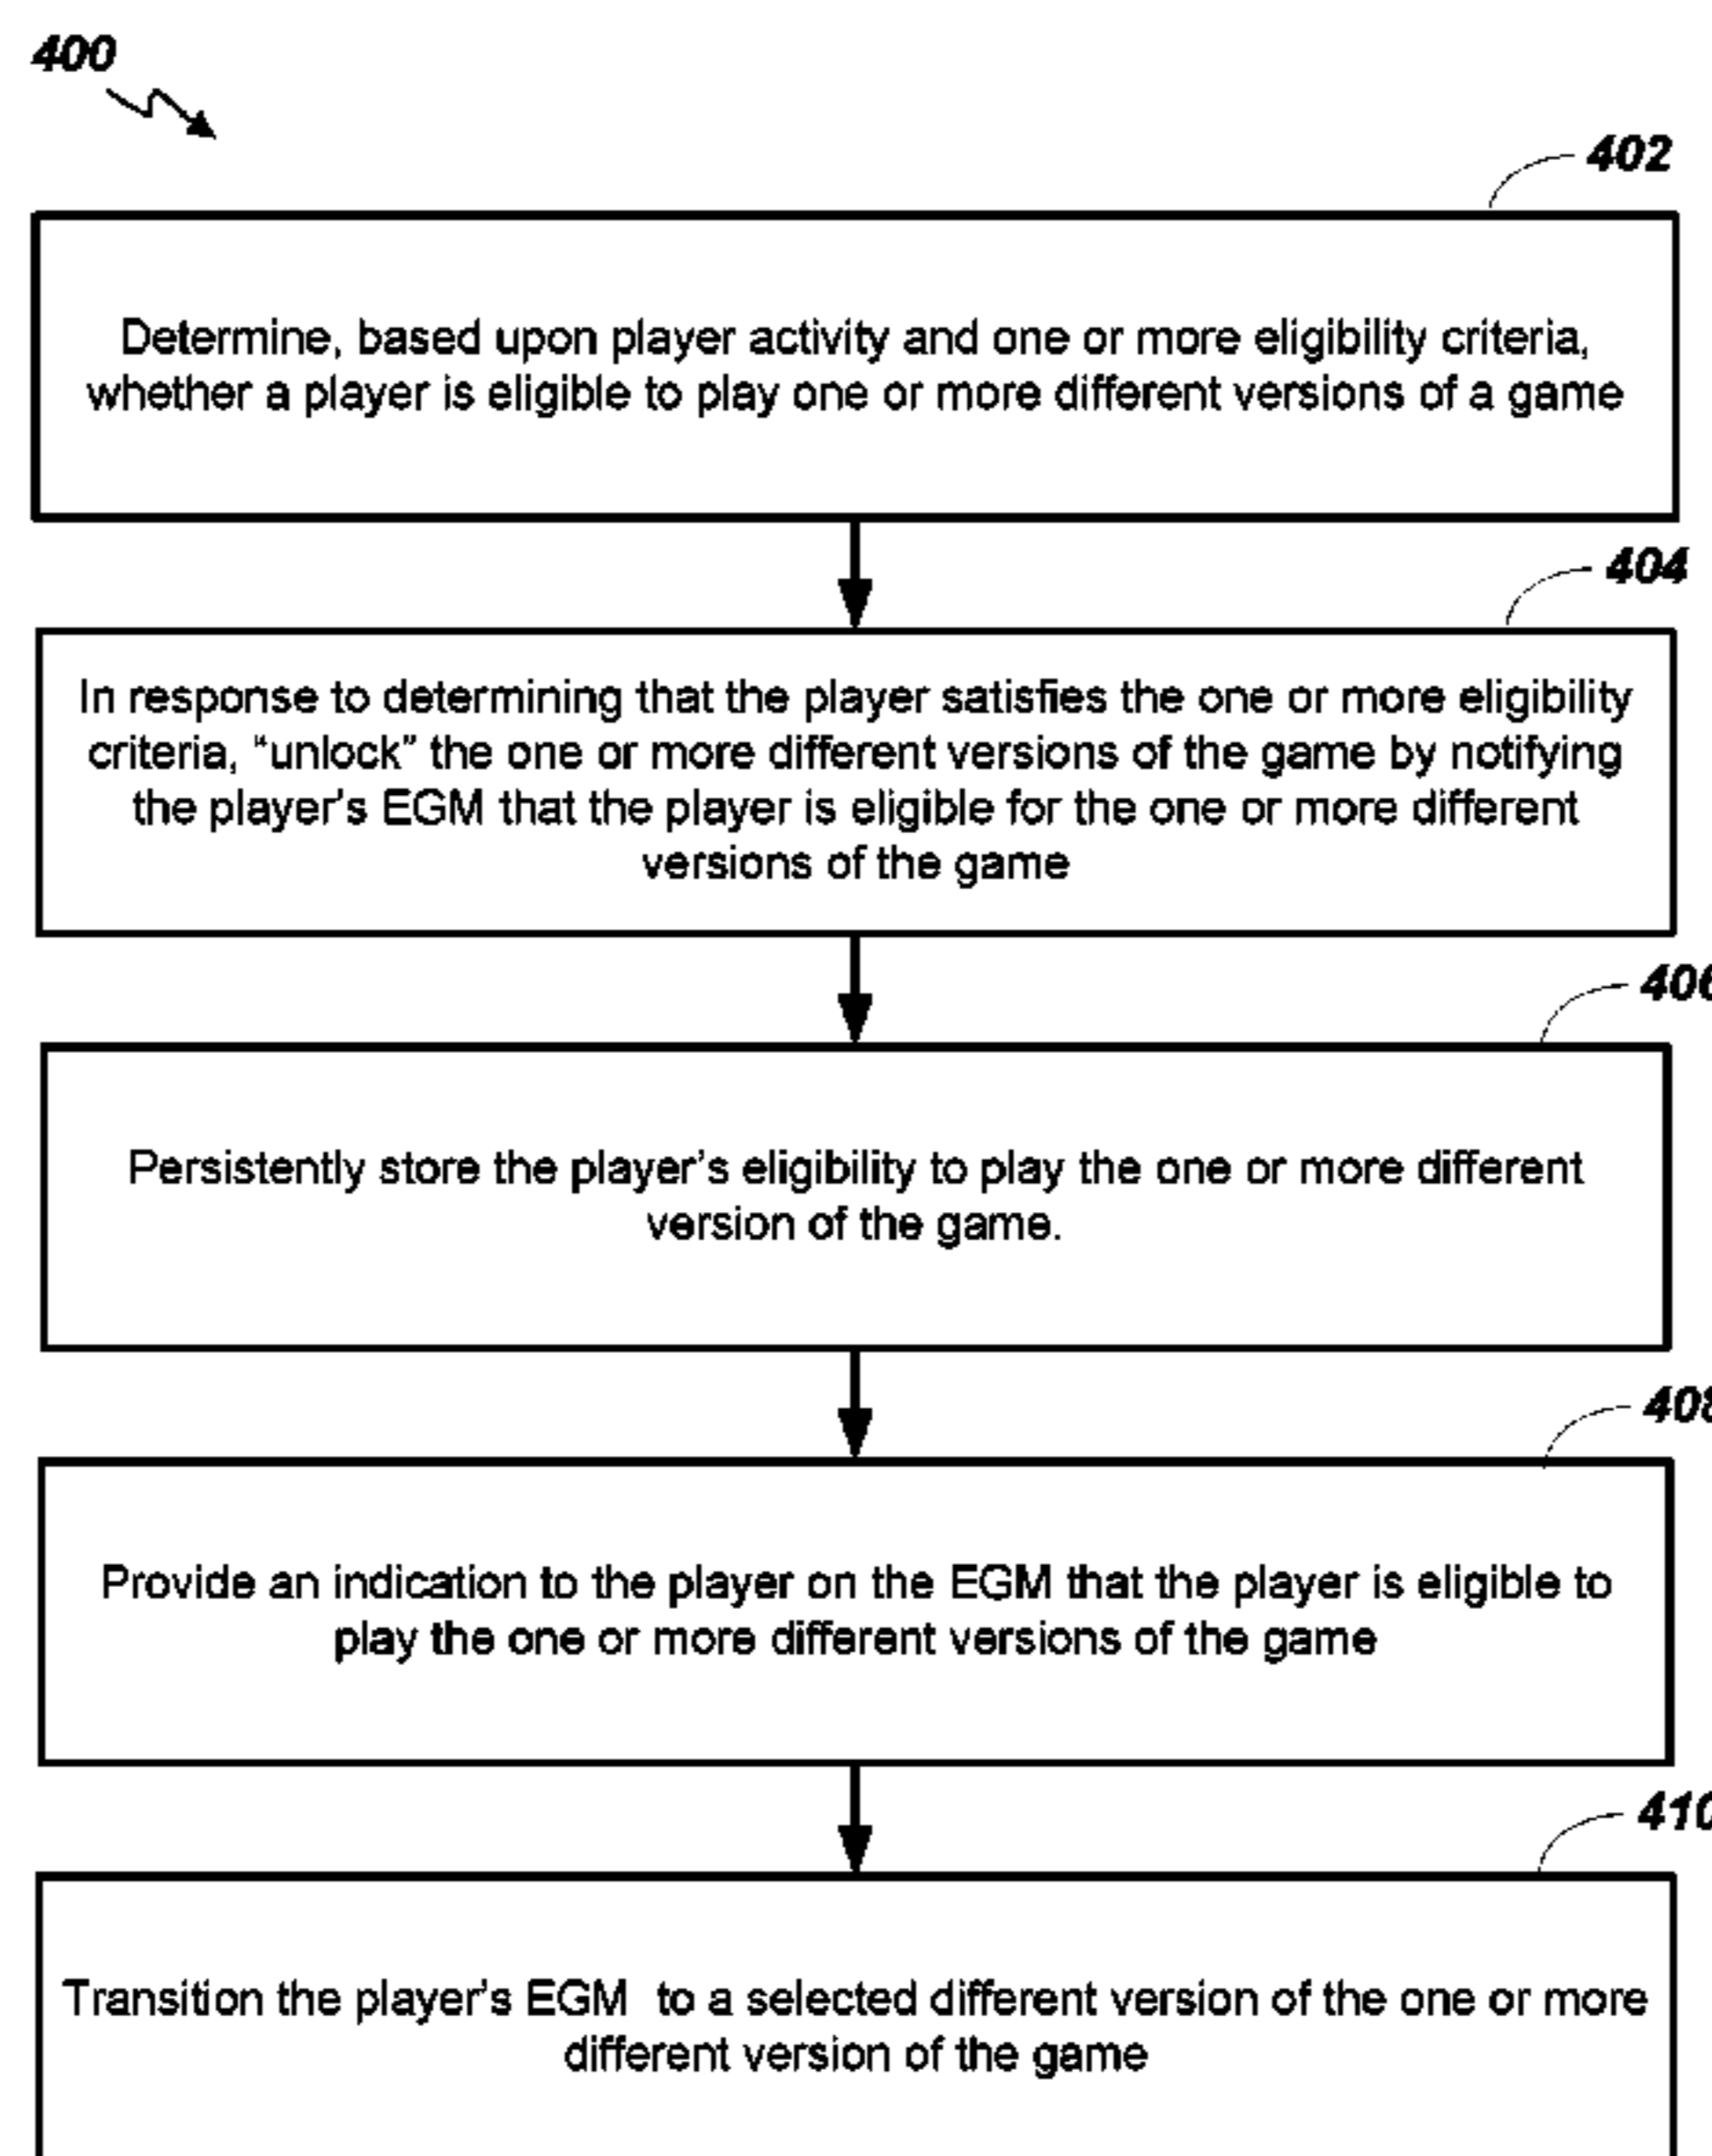 400
402
Determine, based upon player activity and one or more eligibility criteria,
whether a player is eligible to play one or more different versions of a game
404
In response to determining that the player satisfies the one or more eligibility
criteria, “unlock” the one or more different versions of the game by notifying
the player’s EGM that the player is eligible for the one or more different
versions of the game
406
Persistently store the player’s eligibility to play the one or more different
version of the game.
408
Provide an indication to the player on the EGM that the player is eligible to
play the one or more different versions of the game
410
Transition the player’s EGM  to a selected different version of the one or more
different version of the game